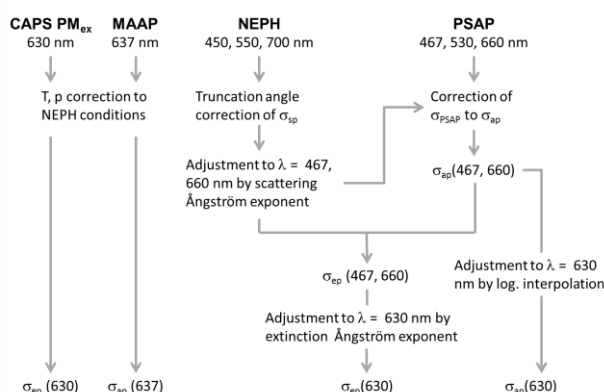 CAPS PMex MAAP NEPH PSAP
630 nm 637 nm 450, 550, 700 nm 467, 530, 660 nm
T, p correction to
NEPH conditions
Truncation angle
correction of σsp
Correction of
σPSAP to σap
Adjustment to λ = 467,
660 nm by scattering
Ångström exponent
σap(467, 660)
σep (467, 660)
Adjustment to λ = 630
nm by log. interpolation
Adjustment to λ = 630 nm by
extinction Ångström exponent
σep(630) σap(637) σep(630) σap(630)